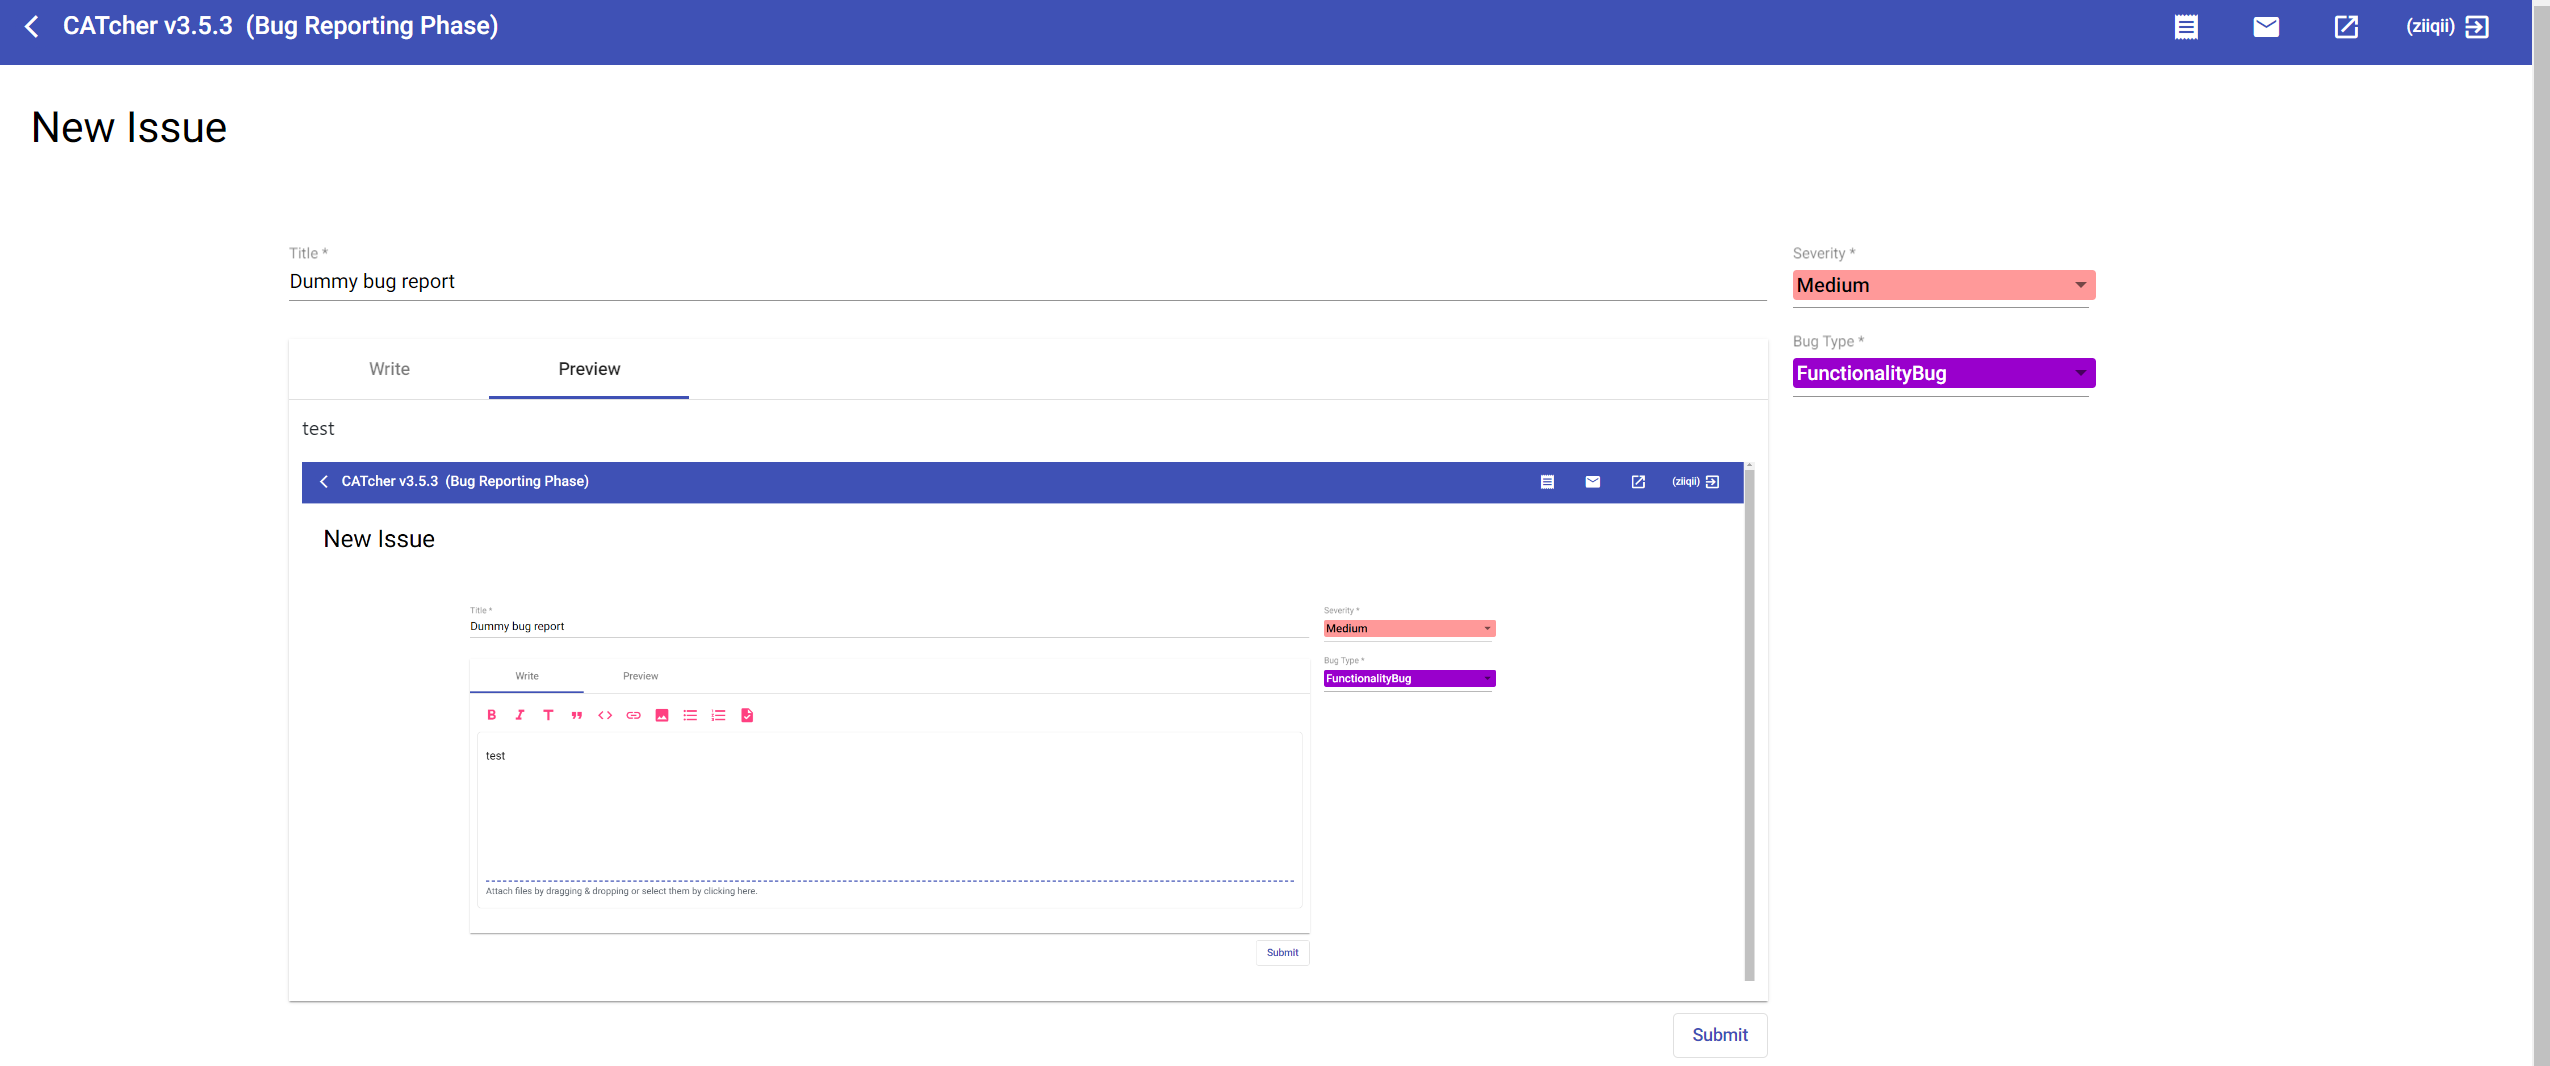 CATcher v3.5.3 (Bug Reporting Phase)
(ziiqii)
New Issue
Title *
Dummy bug report
Severity *
Medium
Bug Type *
FunctionalityBug
Write
Preview
test
CATcher v3.5.3 (Bug Reporting Phase)
(ziiqii)
New Issue
Title *
Dummy bug report
Severity *
Medium
Bug Type *
FunctionalityBug
Write
Preview
test
Attach files by dragging & dropping or select them by clicking here.
Submit
Submit